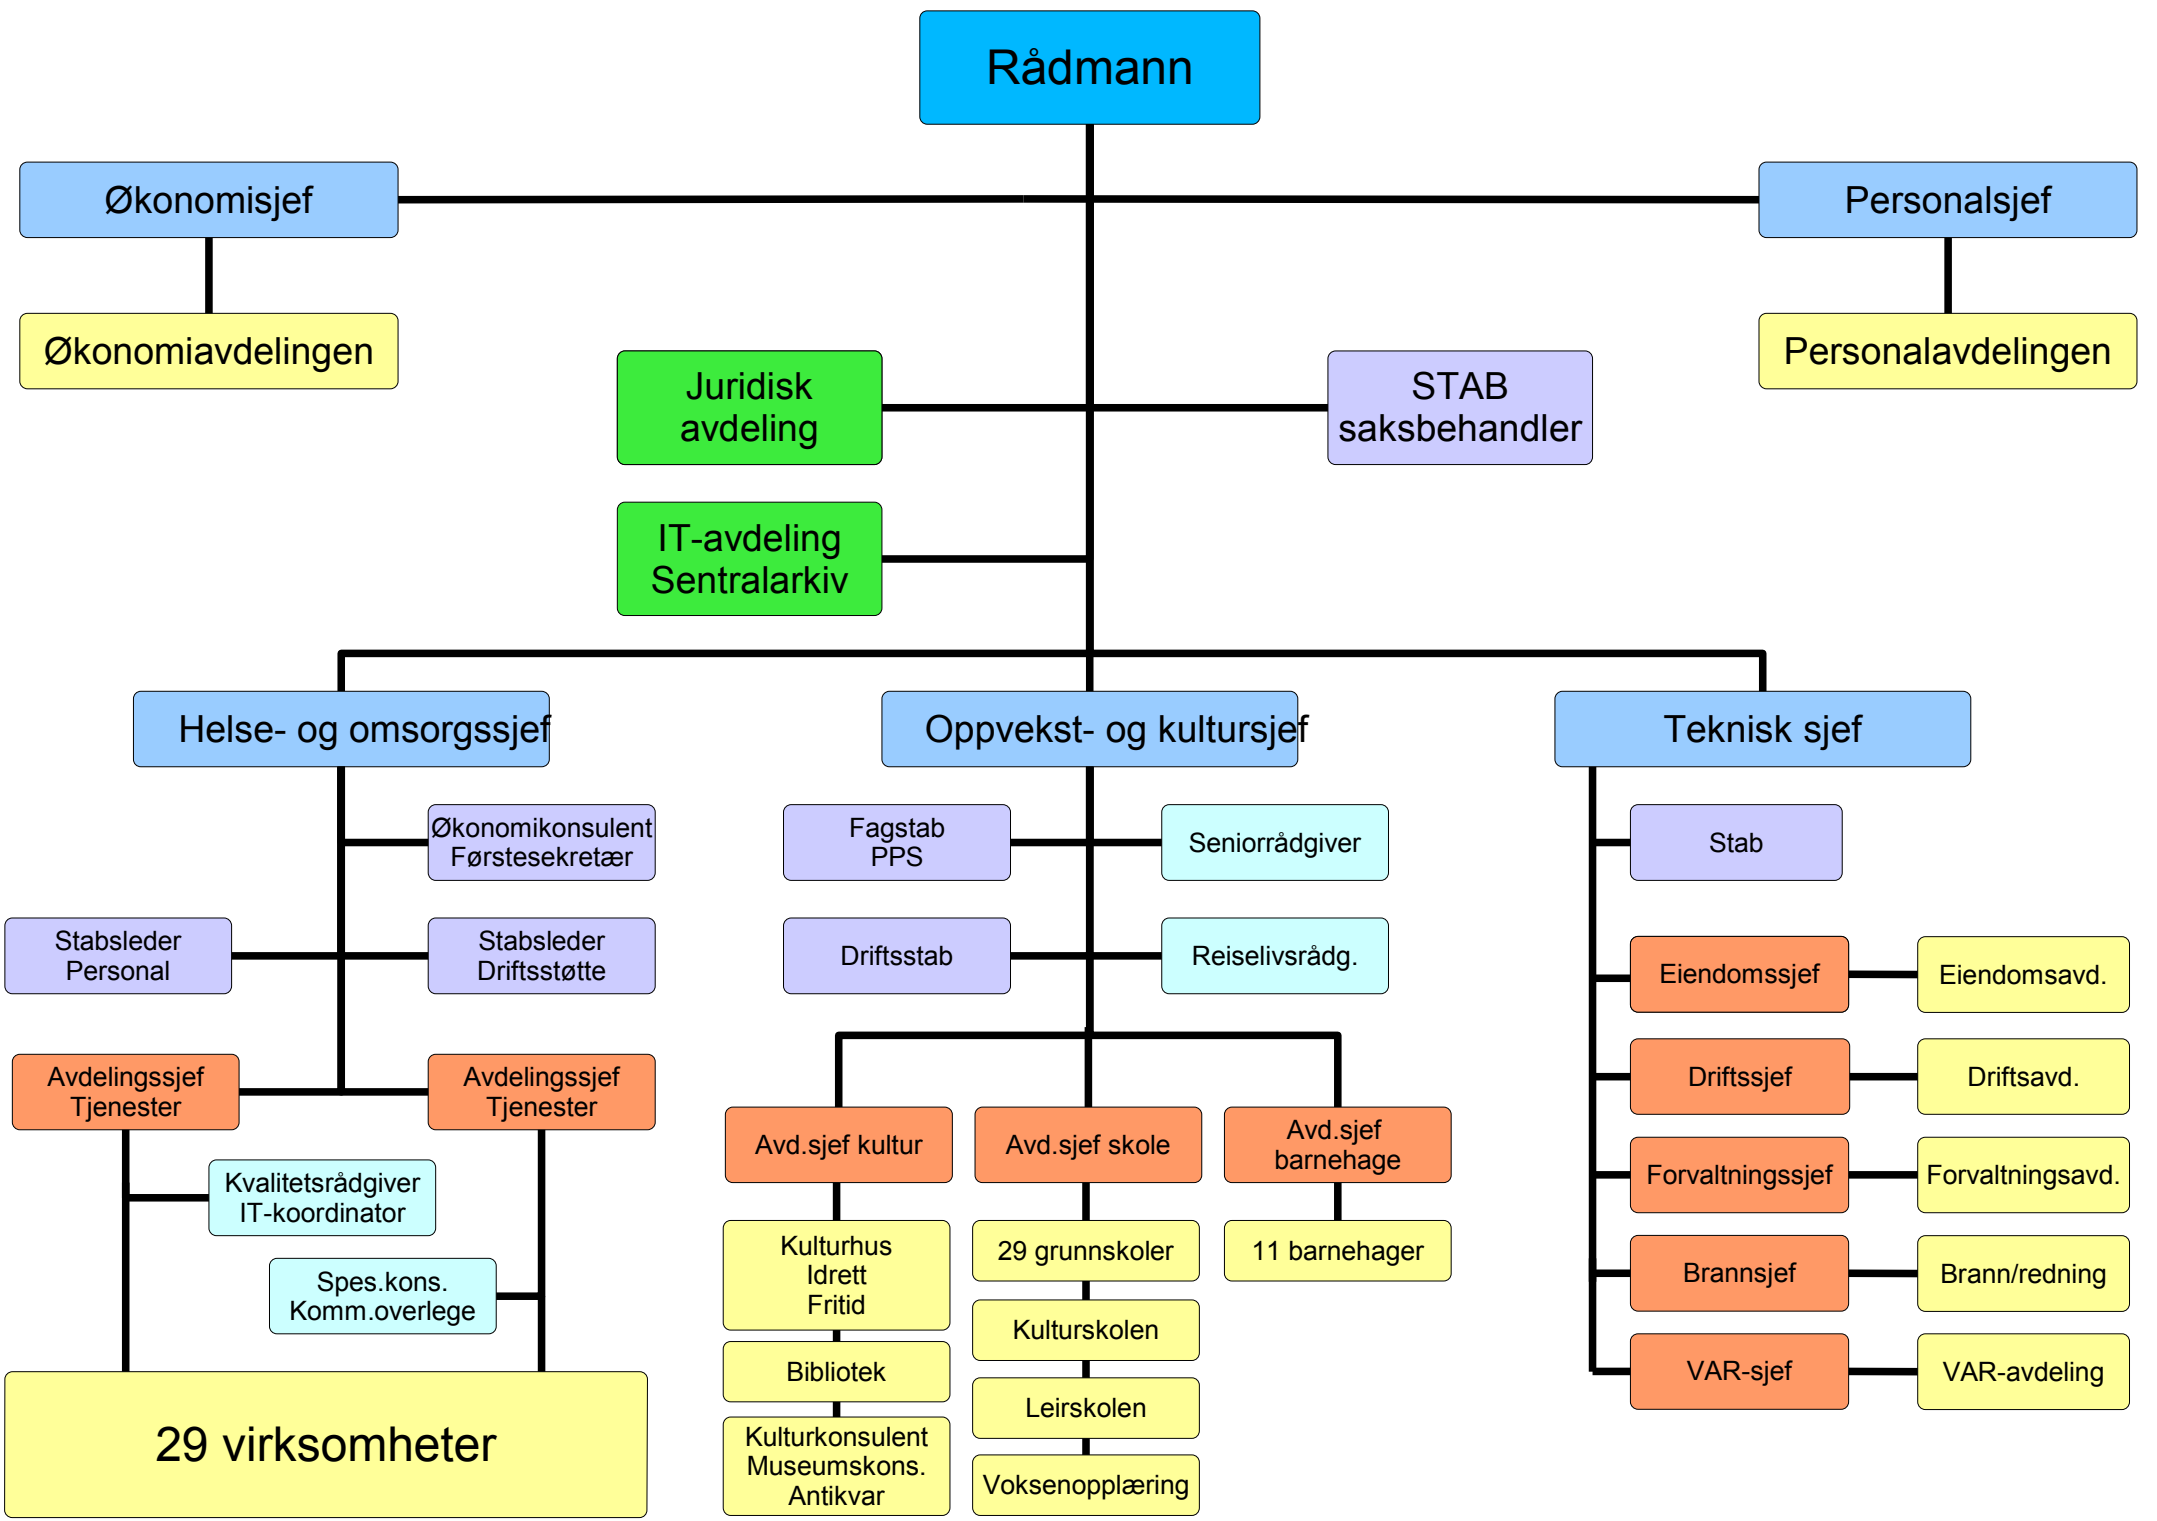 Rådmann
Økonomisjef
Personalsjef
Økonomiavdelingen
Personalavdelingen
Juridisk
avdeling
STAB
saksbehandler
IT-avdeling
Sentralarkiv
Helse- og omsorgssjef
Oppvekst- og kultursjef
Teknisk sjef
Økonomikonsulent
Førstesekretær
Stabsleder
Personal
Stabsleder
Driftsstøtte
Avdelingssjef
Tjenester
Avdelingssjef
Tjenester
Kvalitetsrådgiver
IT-koordinator
Spes.kons.
Komm.overlege
29 virksomheter
Fagstab
PPS
Seniorrådgiver
Driftsstab
Reiselivsrådg.
Avd.sjef kultur
Avd.sjef skole
Avd.sjef
barnehage
Kulturhus
Idrett
Fritid
Bibliotek
Kulturkonsulent
Museumskons.
Antikvar
29 grunnskoler
Kulturskolen
Leirskolen
Voksenopplæring
11 barnehager
Stab
Eiendomssjef
Eiendomsavd.
Driftssjef
Driftsavd.
Forvaltningssjef
Forvaltningsavd.
Brannsjef
Brann/redning
VAR-sjef
VAR-avdeling